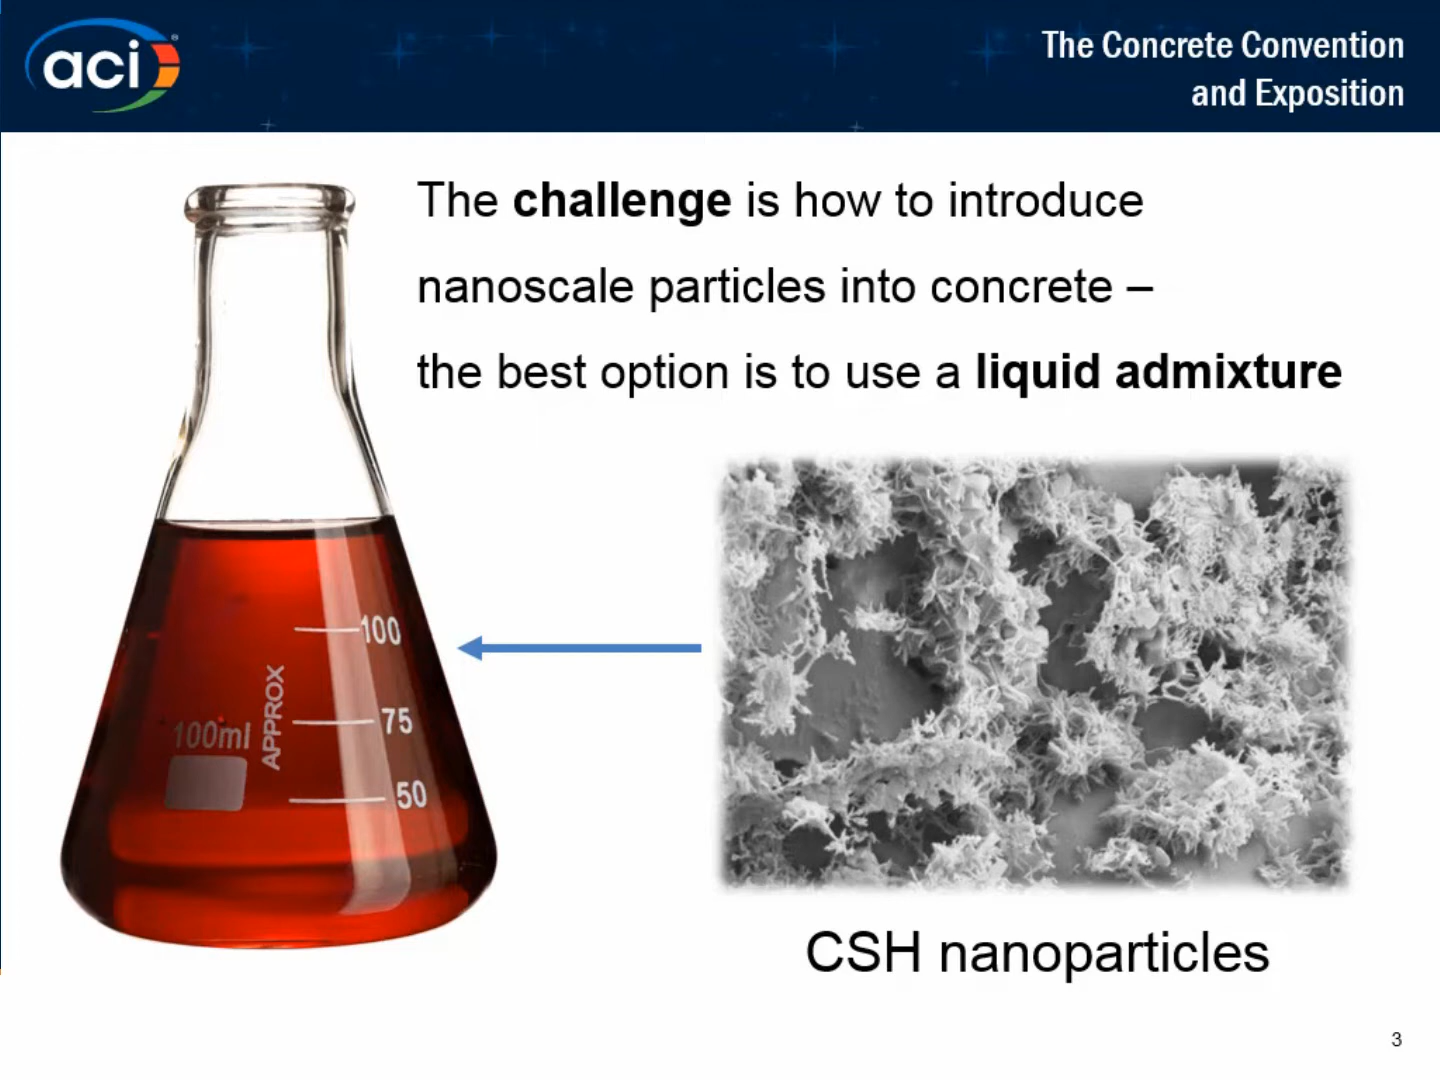 aci
The Concrete Convention
and Exposition
The challenge is how to introduce
nanoscale particles into concrete –
the best option is to use a liquid admixture
100
75
50
APPROX
100ml
CSH nanoparticles
3